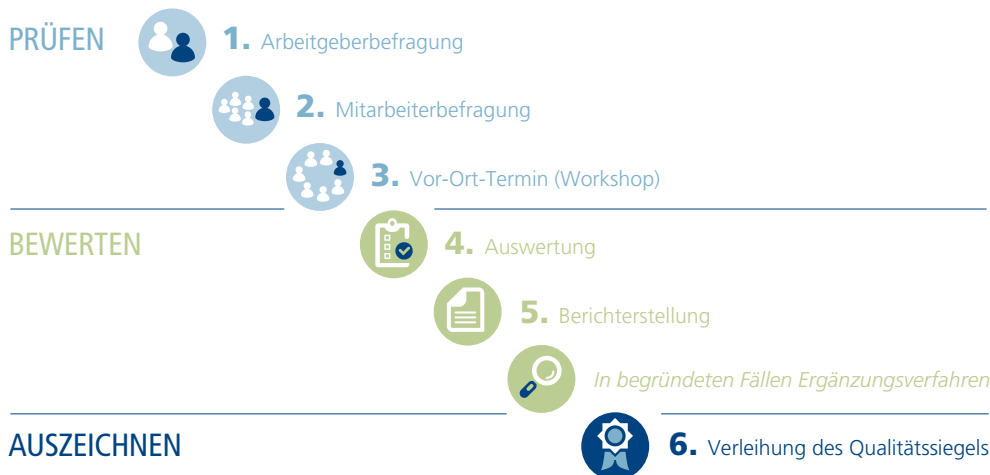 PRÜFEN
1. Arbeitgeberbefragung
2. Mitarbeiterbefragung
3. Vor-Ort-Termin (Workshop)
BEWERTEN
4. Auswertung
5. Berichterstellung
In begründeten Fällen Ergänzungsverfahren
AUSZEICHNEN
6. Verleihung des Qualitätssiegels